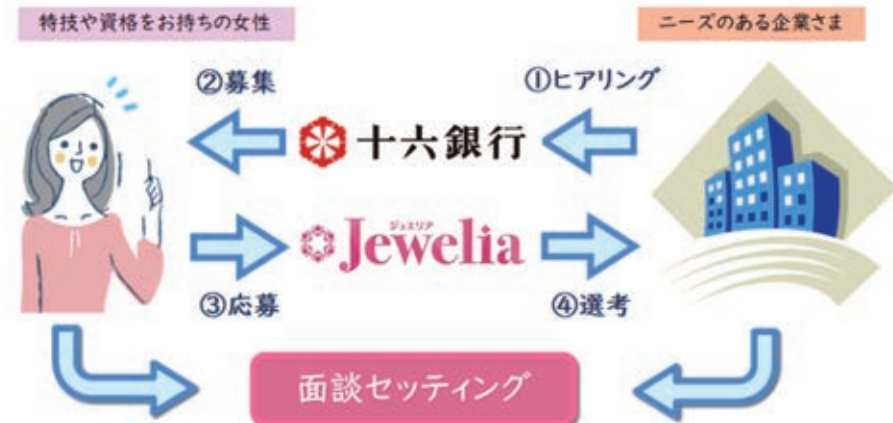 特技や資格をお持ちの女性
ニーズのある企業さま
②募集
①ヒアリング
十六銀行
ジュエリア
Jewelia
③応募
④選考
面談セッティング